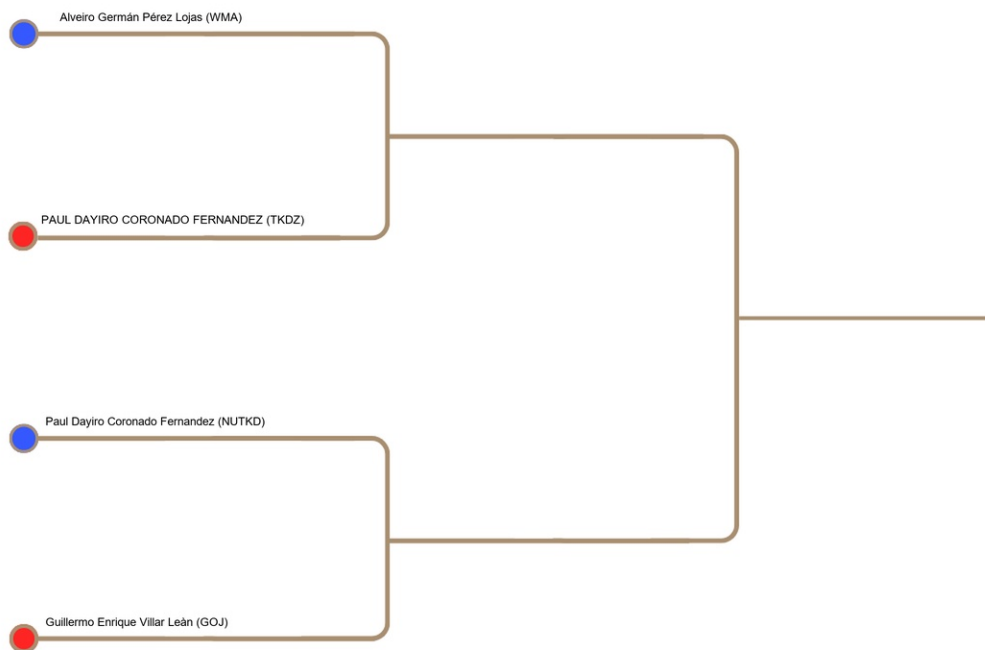 Alveiro Germán Pérez Lojas (WMA)
PAUL DAYIRO CORONADO FERNANDEZ (TKDZ)
Paul Dayiro Coronado Fernandez (NUTKD)
Guillermo Enrique Villar Leàn (GOJ)